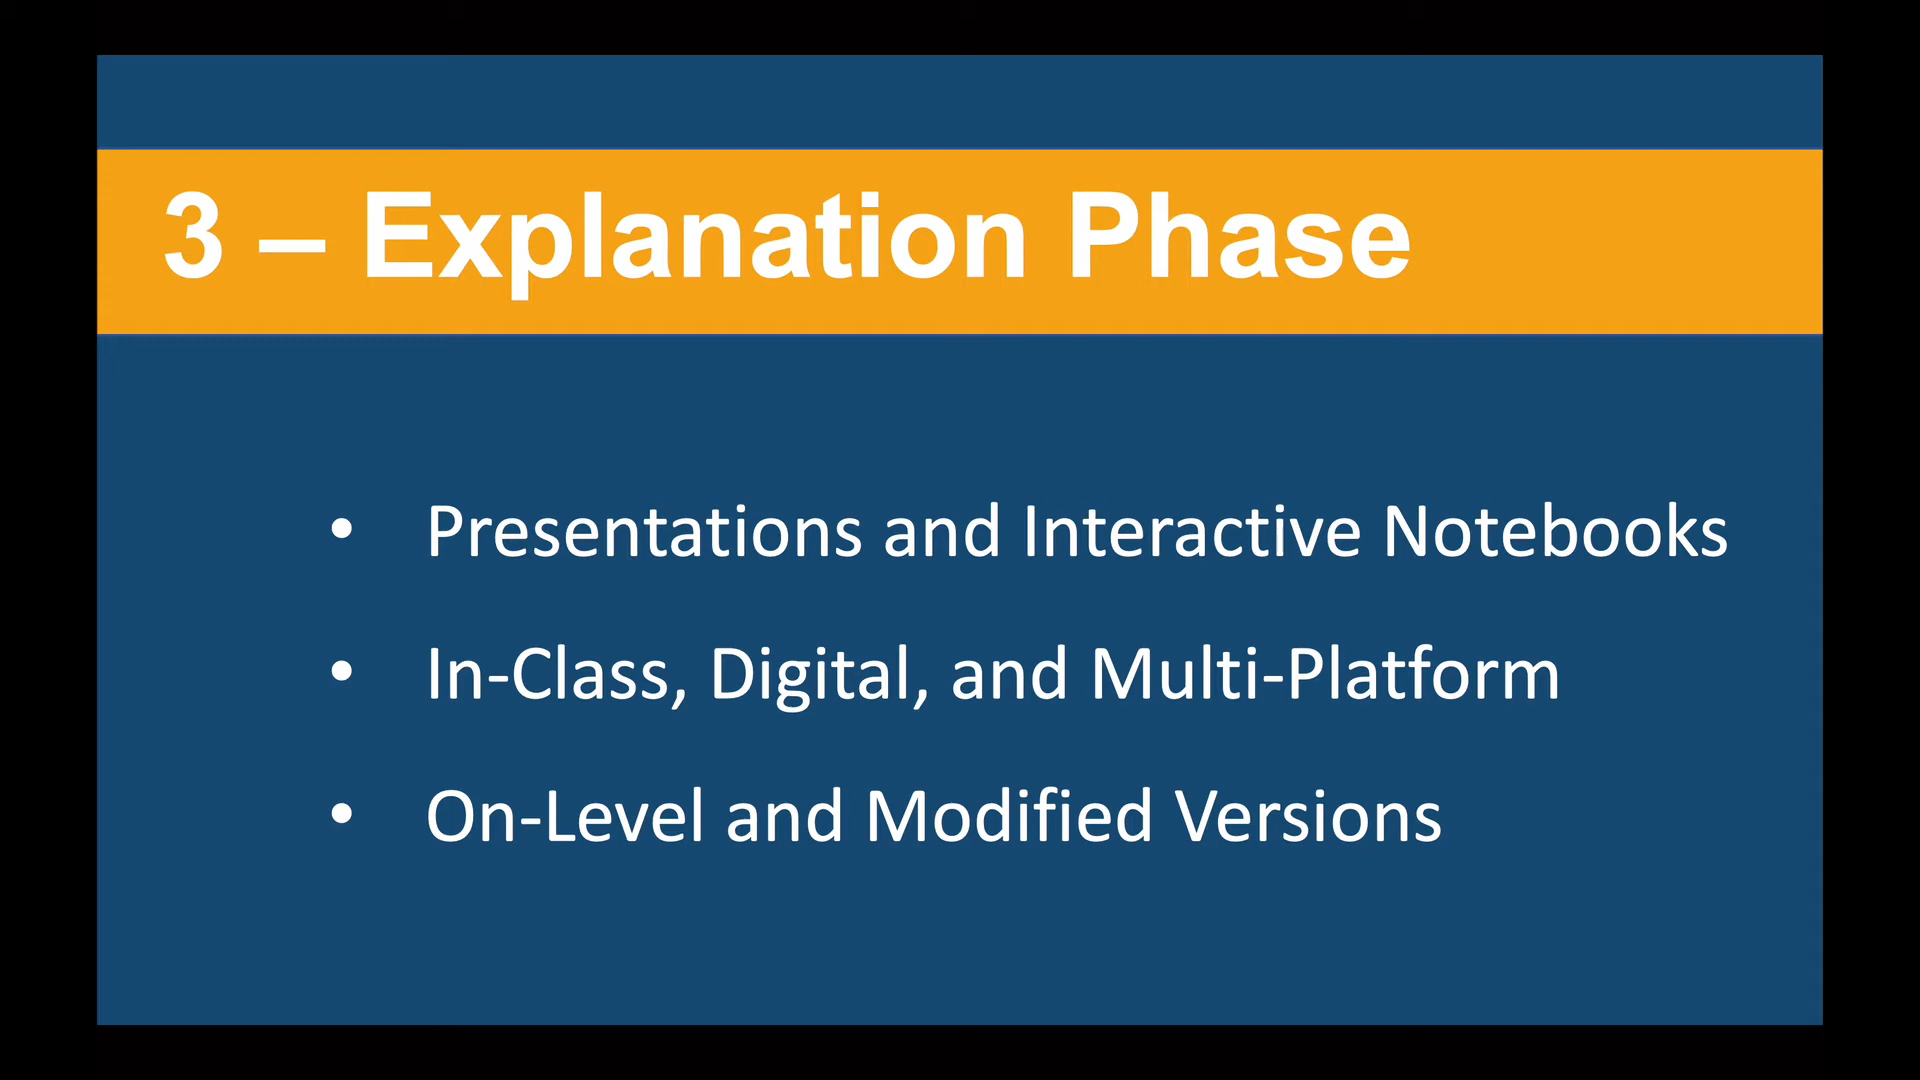 3 – Explanation Phase
• Presentations and Interactive Notebooks
• In-Class, Digital, and Multi-Platform
• On-Level and Modified Versions